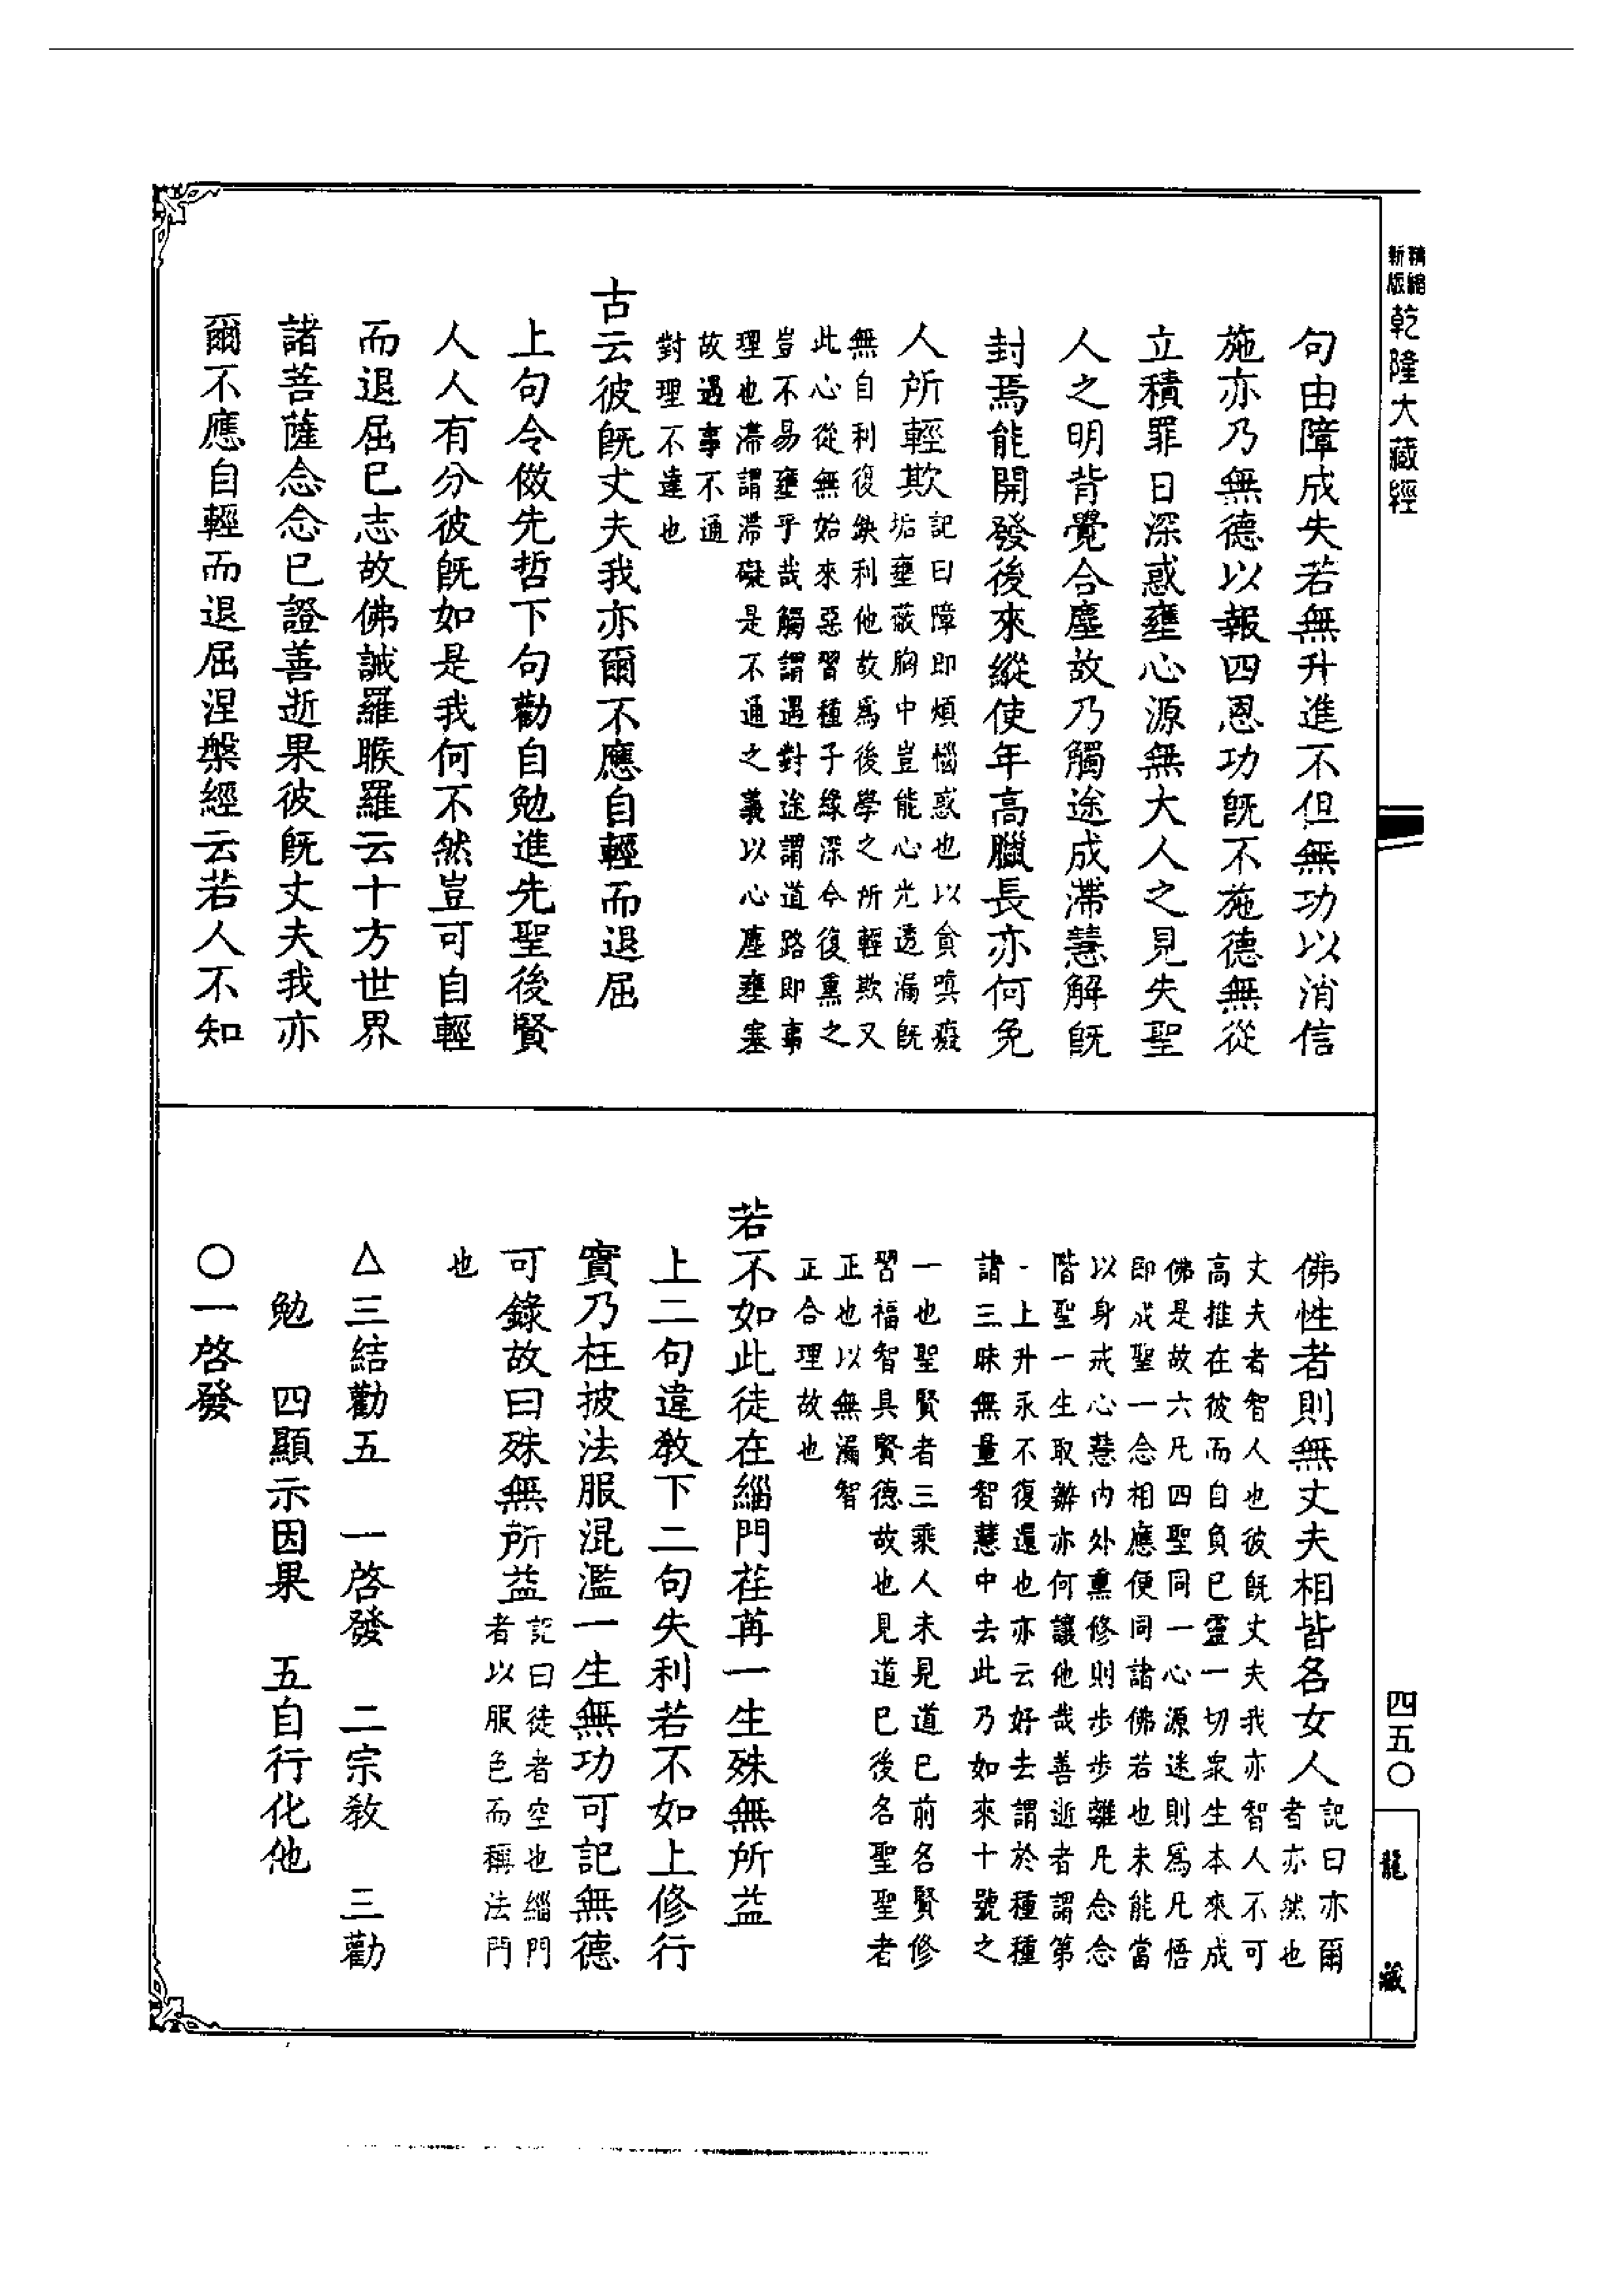 精縮
新版
乾隆大藏經
句由障成失若無升進不但無功以消信
施亦乃無德以報四恩功既不施德無從
立積罪日深惑壅心源無大人之見失聖
人之明背覺合塵故乃觸途成滯慧解既
封焉能開發後來縱使年高臘長亦何免
人所輕欺
記曰障即煩惱惑也以貪嗔癡
垢壅蔽胸中豈能心光透漏既
無自利復缺利他故爲後學之所輕欺又
此心從無始來惡習種子緣深今復熏之
豈不易壅乎哉觸謂遇對途謂道路即事
理也滯謂滯礙是不通之義以心塵壅塞
故遇事不通
對理不達也
古云彼既丈夫我亦爾不應自輕而退屈
上句令倣先哲下句勸自勉進先聖後賢
人人有分彼既如是我何不然豈可自輕
而退屈已志故佛誡羅睺羅云十方世界
諸菩薩念念已證善逝果彼既丈夫我亦
爾不應自輕而退屈涅槃經云若人不知
佛性者則無丈夫相皆名女人
記曰亦爾
者亦然也
丈夫者智人也彼既丈夫我亦智人不可
高推在彼而自負已靈一切衆生本來成
佛是故六凡四聖同一心源迷則爲凡悟
即成聖一念相應便同諸佛若也未能當
以身戒心慧内外熏修則步步離凡念念
階聖一生取辦亦何讓他哉善逝者謂第
一上升永不復還也亦云好去謂於種種
諸三昧無量智慧中去此乃如來十號之
一也聖賢者三乘人未見道已前名賢修
習福智具賢德故也見道已後名聖聖者
正也以無漏智
正合理故也
若不如此徒在緇門荏苒一生殊無所益
上二句違敎下二句失利若不如上修行
實乃枉披法服混濫一生無功可記無德
可錄故曰殊無所益
記曰徒者空也緇門
者以服色而稱法門
也
△三結勸五　一啓發　二宗敎　三勸
勉　四顯示因果　五自行化他
○一啓發
四五〇
龍藏